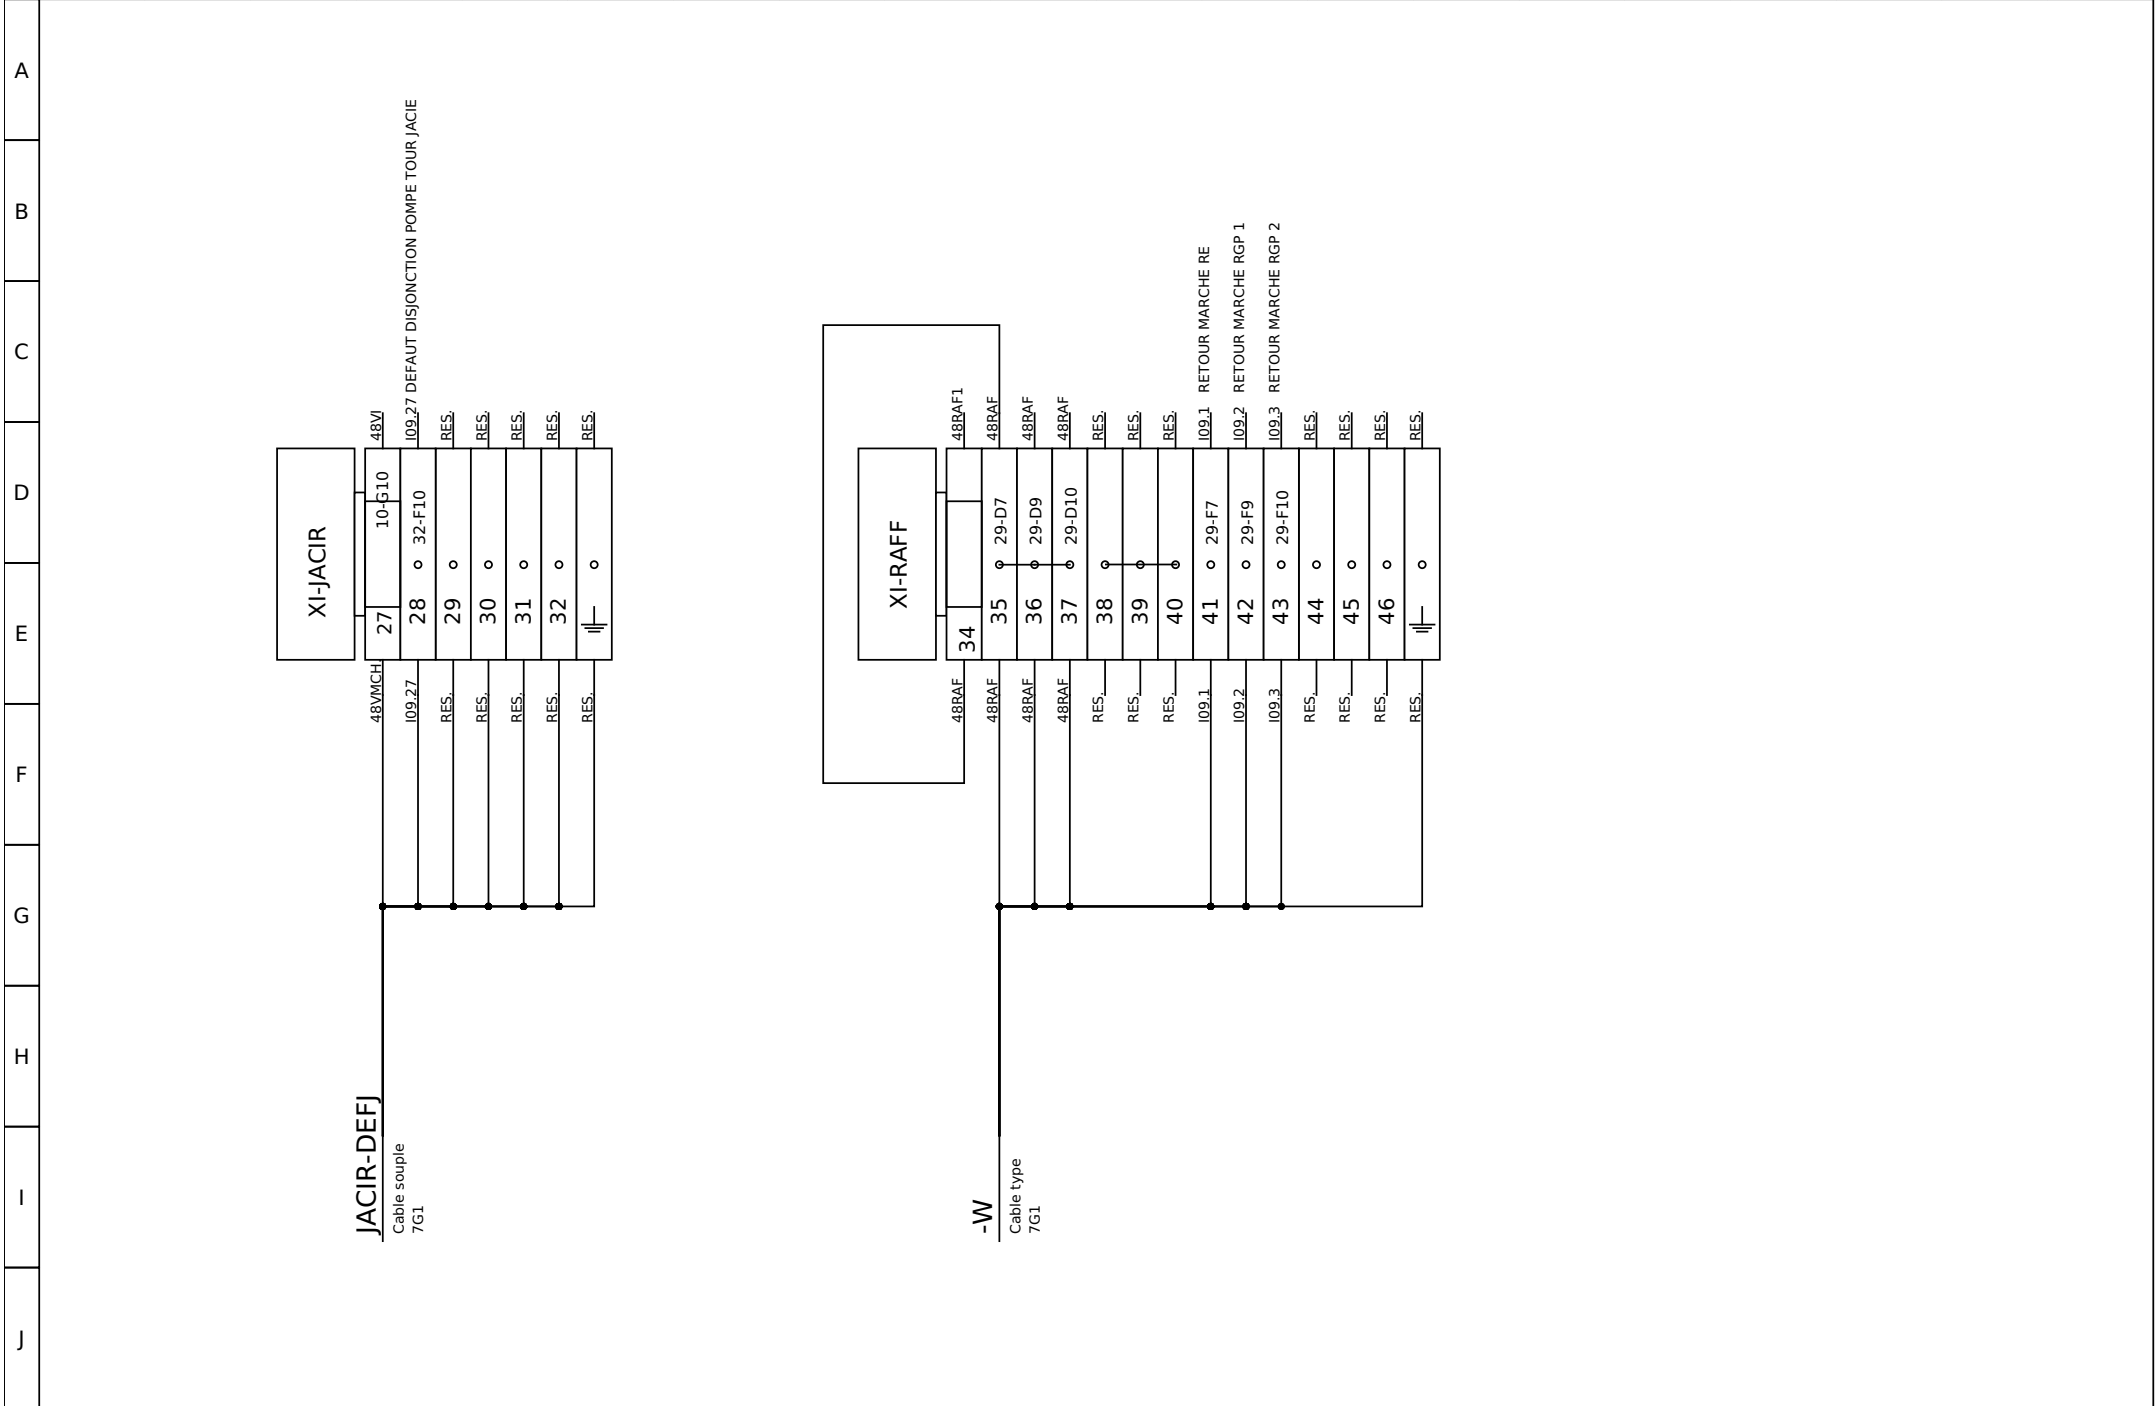 A
B
C
D
E
F
G
H
I
J
XI-JACIR
48VI
I09.27 DEFAUT DISJONCTION POMPE TOUR JACIE
RES.
RES.
RES.
RES.
RES.
10-G10
32-F10
27
28
29
30
31
32
48VMCH
I09.27
RES.
RES.
RES.
RES.
RES.
JACIR-DEFJ
Cable souple
7G1
XI-RAFF
48RAF1
48RAF
48RAF
48RAF
RES.
RES.
RES.
I09.1 RETOUR MARCHE RE
I09.2 RETOUR MARCHE RGP 1
I09.3 RETOUR MARCHE RGP 2
RES.
RES.
RES.
RES.
29-D7
29-D9
29-D10
29-F7
29-F9
29-F10
34
35
36
37
38
39
40
41
42
43
44
45
46
48RAF
48RAF
48RAF
48RAF
RES.
RES.
RES.
I09.1
I09.2
I09.3
RES.
RES.
RES.
RES.
-W
Cable type
7G1